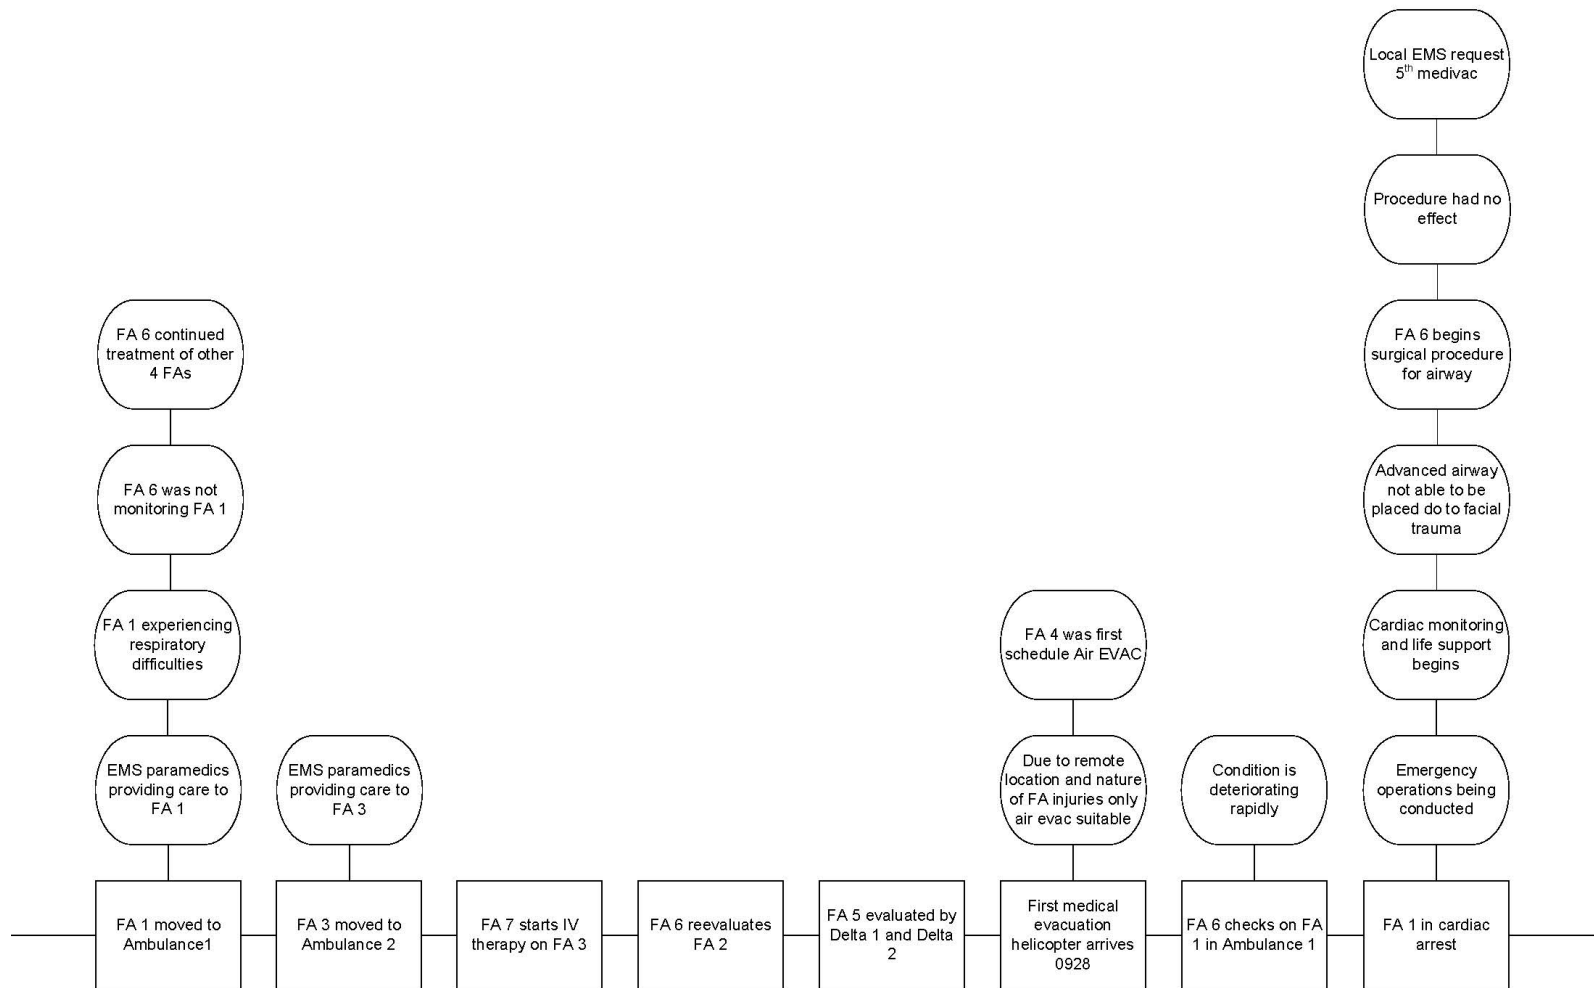 Local EMS request
5th medivac
Procedure had no
effect
FA 6 continued
treatment of other
4 FAs
FA 6 begins
surgical procedure
for airway
FA 6 was not
monitoring FA 1
Advanced airway
not able to be
placed do to facial
trauma
FA 1 experiencing
respiratory
difficulties
FA 4 was first
schedule Air EVAC
Cardiac monitoring
and life support
begins
EMS paramedics
providing care to
FA 1
EMS paramedics
providing care to
FA 3
Due to remote
location and nature
of FA injuries only
air evac suitable
Condition is
deteriorating
rapidly
Emergency
operations being
conducted
FA 1 moved to
Ambulance1
FA 3 moved to
Ambulance 2
FA 7 starts IV
therapy on FA 3
FA 6 reevaluates
FA 2
FA 5 evaluated by
Delta 1 and Delta
2
First medical
evacuation
helicopter arrives
0928
FA 6 checks on FA
1 in Ambulance 1
FA 1 in cardiac
arrest